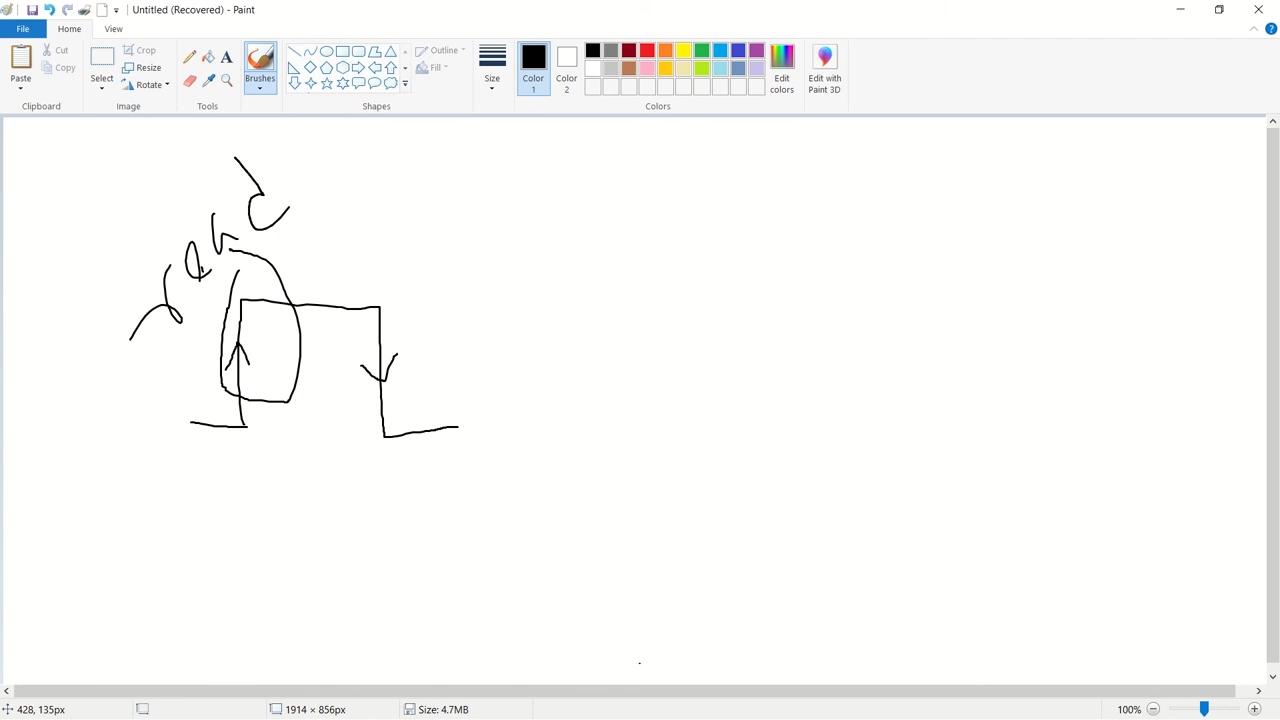 Untitled (Recovered) - Paint
File
Home
View
Paste
Cut
Copy
Clipboard
Select
Crop
Resize
Rotate
Image
Tools
Brushes
Shapes
Outline
Fill
Size
Color 1
Color 2
Colors
Edit colors
Edit with Paint 3D
428, 135px
1914 × 856px
Size: 4.7MB
100%